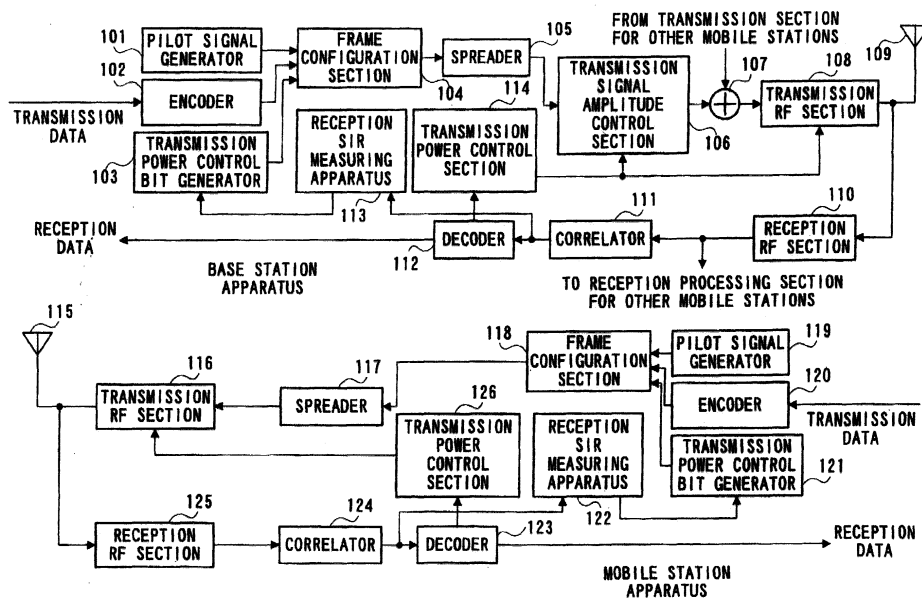 FROM TRANSMISSION SECTION
FOR OTHER MOBILE STATIONS
101
PILOT SIGNAL
GENERATOR
FRAME
CONFIGURATION
SECTION
104
105
SPREADER
102
ENCODER
TRANSMISSION
DATA
103
TRANSMISSION
POWER CONTROL
BIT GENERATOR
RECEPTION
SIR
MEASURING
APPARATUS
113
114
TRANSMISSION
POWER CONTROL
SECTION
TRANSMISSION
SIGNAL
AMPLITUDE
CONTROL
SECTION
106
107
108
TRANSMISSION
RF SECTION
109
RECEPTION
DATA
112
DECODER
111
CORRELATOR
110
RECEPTION
RF SECTION
BASE STATION
APPARATUS
TO RECEPTION PROCESSING SECTION
FOR OTHER MOBILE STATIONS
115
116
TRANSMISSION
RF SECTION
117
SPREADER
118
FRAME
CONFIGURATION
SECTION
119
PILOT SIGNAL
GENERATOR
120
ENCODER
TRANSMISSION
DATA
126
TRANSMISSION
POWER
CONTROL
SECTION
RECEPTION
SIR
MEASURING
APPARATUS
122
TRANSMISSION
POWER CONTROL
BIT GENERATOR
121
125
RECEPTION
RF SECTION
124
CORRELATOR
DECODER
123
RECEPTION
DATA
MOBILE STATION
APPARATUS